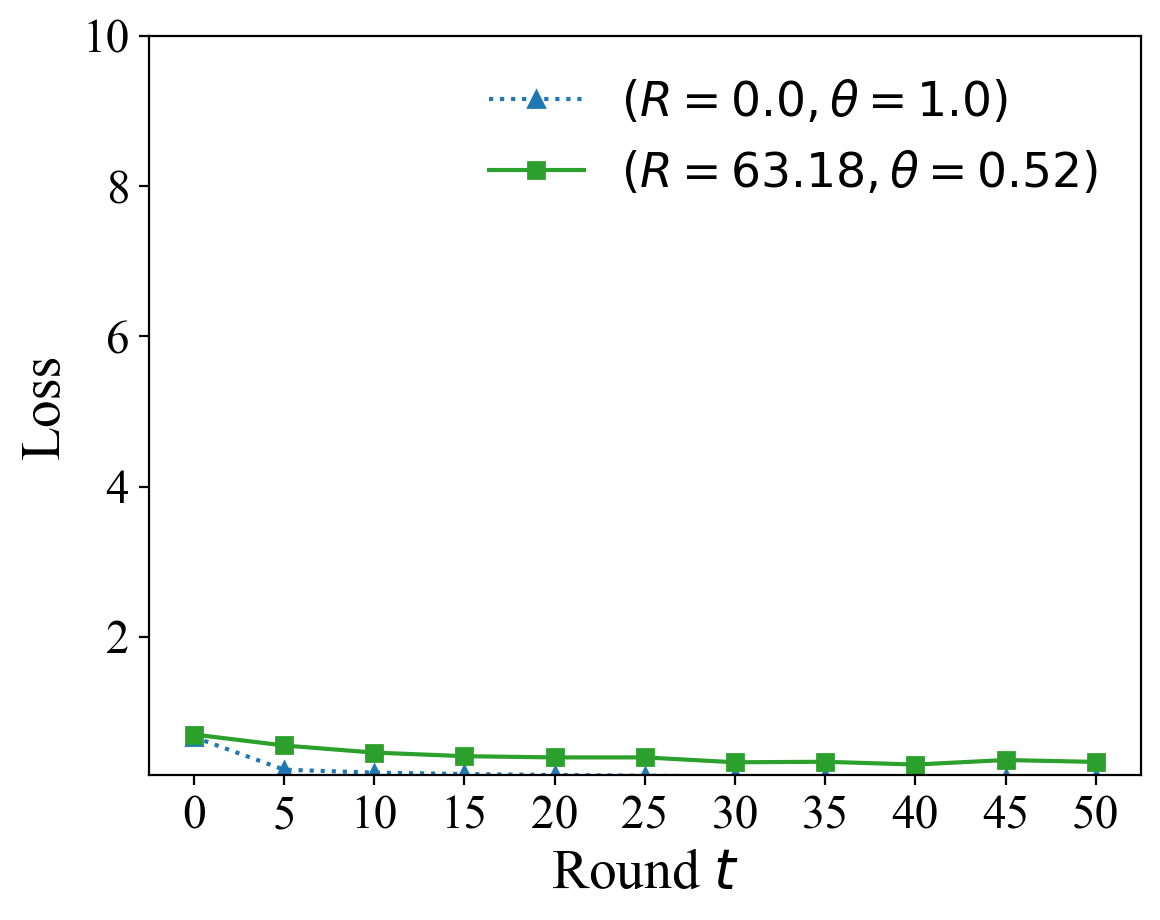 10
8
6
4
2
Loss
(R = 0.0, θ = 1.0)
(R = 63.18, θ = 0.52)
0 5 10 15 20 25 30 35 40 45 50
Round t